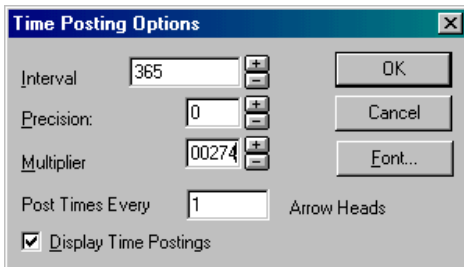 Time Posting Options
Interval 365 OK
Precision: 0 Cancel
Multiplier 00274 Font...
Post Times Every 1 Arrow Heads
Display Time Postings